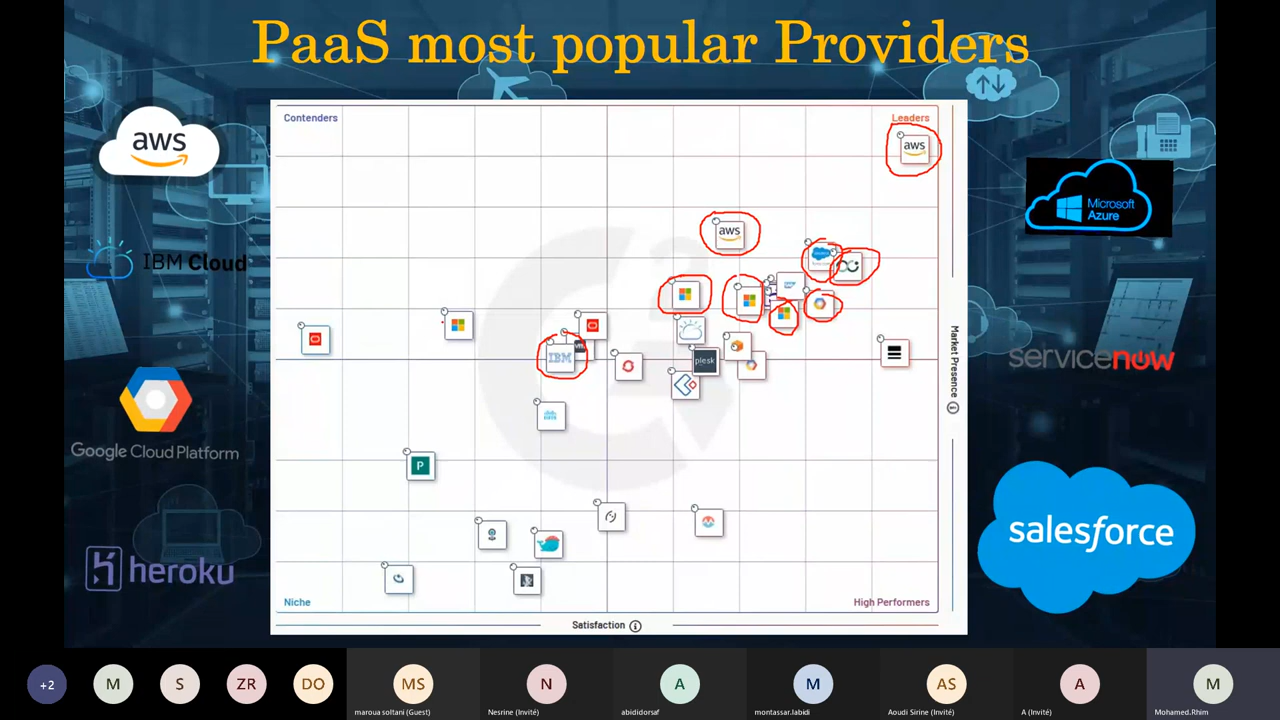 PaaS most popular Providers
Contenders
Leaders
aws
aws
aws
Microsoft
Azure
IBM Cloud
IBM
plesk
Market Presence
servicenow
Google Cloud Platform
P
salesforce
heroku
Niche
High Performers
Satisfaction
+2
M
S
ZR
DO
MS
N
A
M
AS
A
M
maroua soltani (Guest)
Nesrine (Invité)
abididorsaf
montassar.labidi
Aoudi Sirine (Invité)
A (Invité)
Mohamed.Rhim